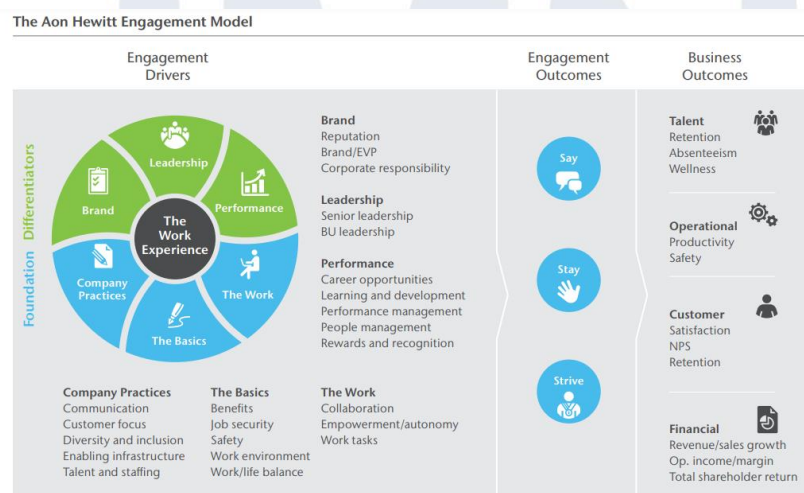 The Aon Hewitt Engagement Model
Engagement
Drivers
Engagement
Outcomes
Business
Outcomes
Differentiators
Foundation
Leadership
Brand
Performance
The
Work
Experience
Company
Practices
The Work
The Basics
Brand
Reputation
Brand/EVP
Corporate responsibility
Leadership
Senior leadership
BU leadership
Performance
Career opportunities
Learning and development
Performance management
People management
Rewards and recognition
Company Practices
Communication
Customer focus
Diversity and inclusion
Enabling infrastructure
Talent and staffing
The Basics
Benefits
Job security
Safety
Work environment
Work/life balance
The Work
Collaboration
Empowerment/autonomy
Work tasks
Say
Stay
Strive
Talent
Retention
Absenteeism
Wellness
Operational
Productivity
Safety
Customer
Satisfaction
NPS
Retention
Financial
Revenue/sales growth
Op. income/margin
Total shareholder return